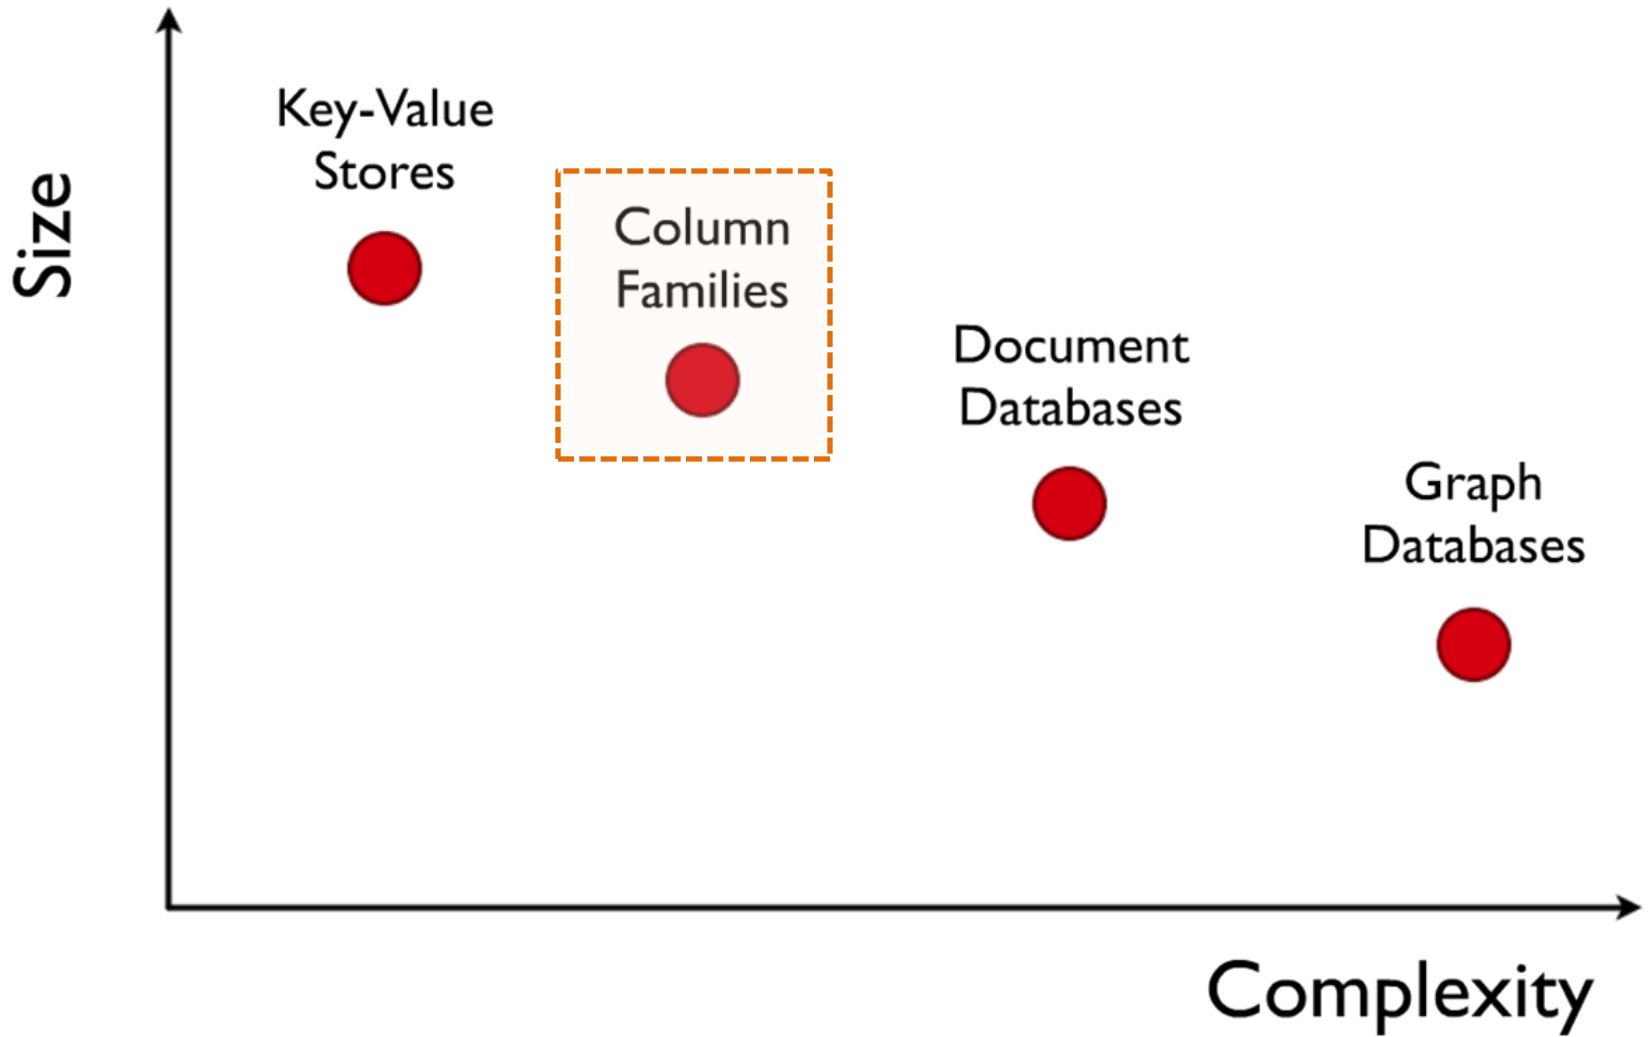 Size
Key-Value
Stores
Column
Families
Document
Databases
Graph
Databases
Complexity